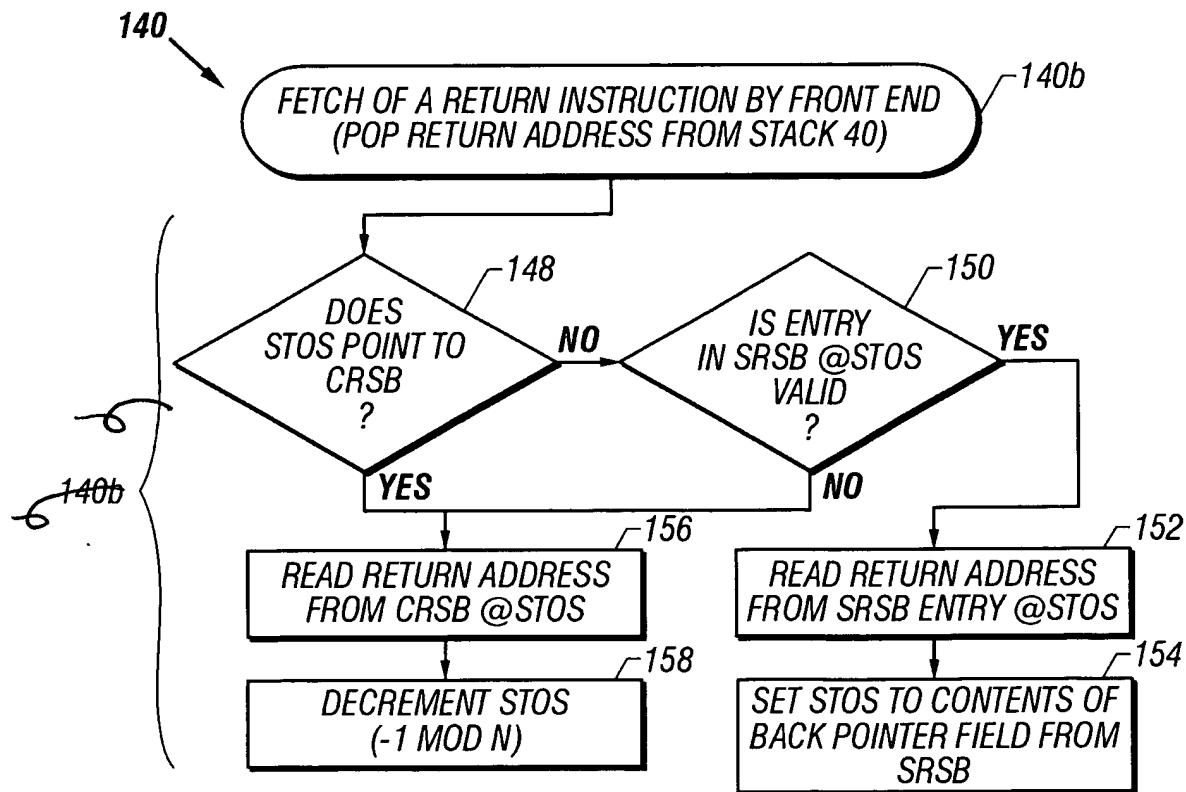 140
140b
FETCH OF A RETURN INSTRUCTION BY FRONT END
(POP RETURN ADDRESS FROM STACK 40)
148
DOES
STOS POINT TO
CRSB
?
NO
YES
150
IS ENTRY
IN SRSB @STOS
VALID
?
YES
NO
140b
156
READ RETURN ADDRESS
FROM CRSB @STOS
152
READ RETURN ADDRESS
FROM SRSB ENTRY @STOS
158
DECREMENT STOS
(-1 MOD N)
154
SET STOS TO CONTENTS OF
BACK POINTER FIELD FROM
SRSB